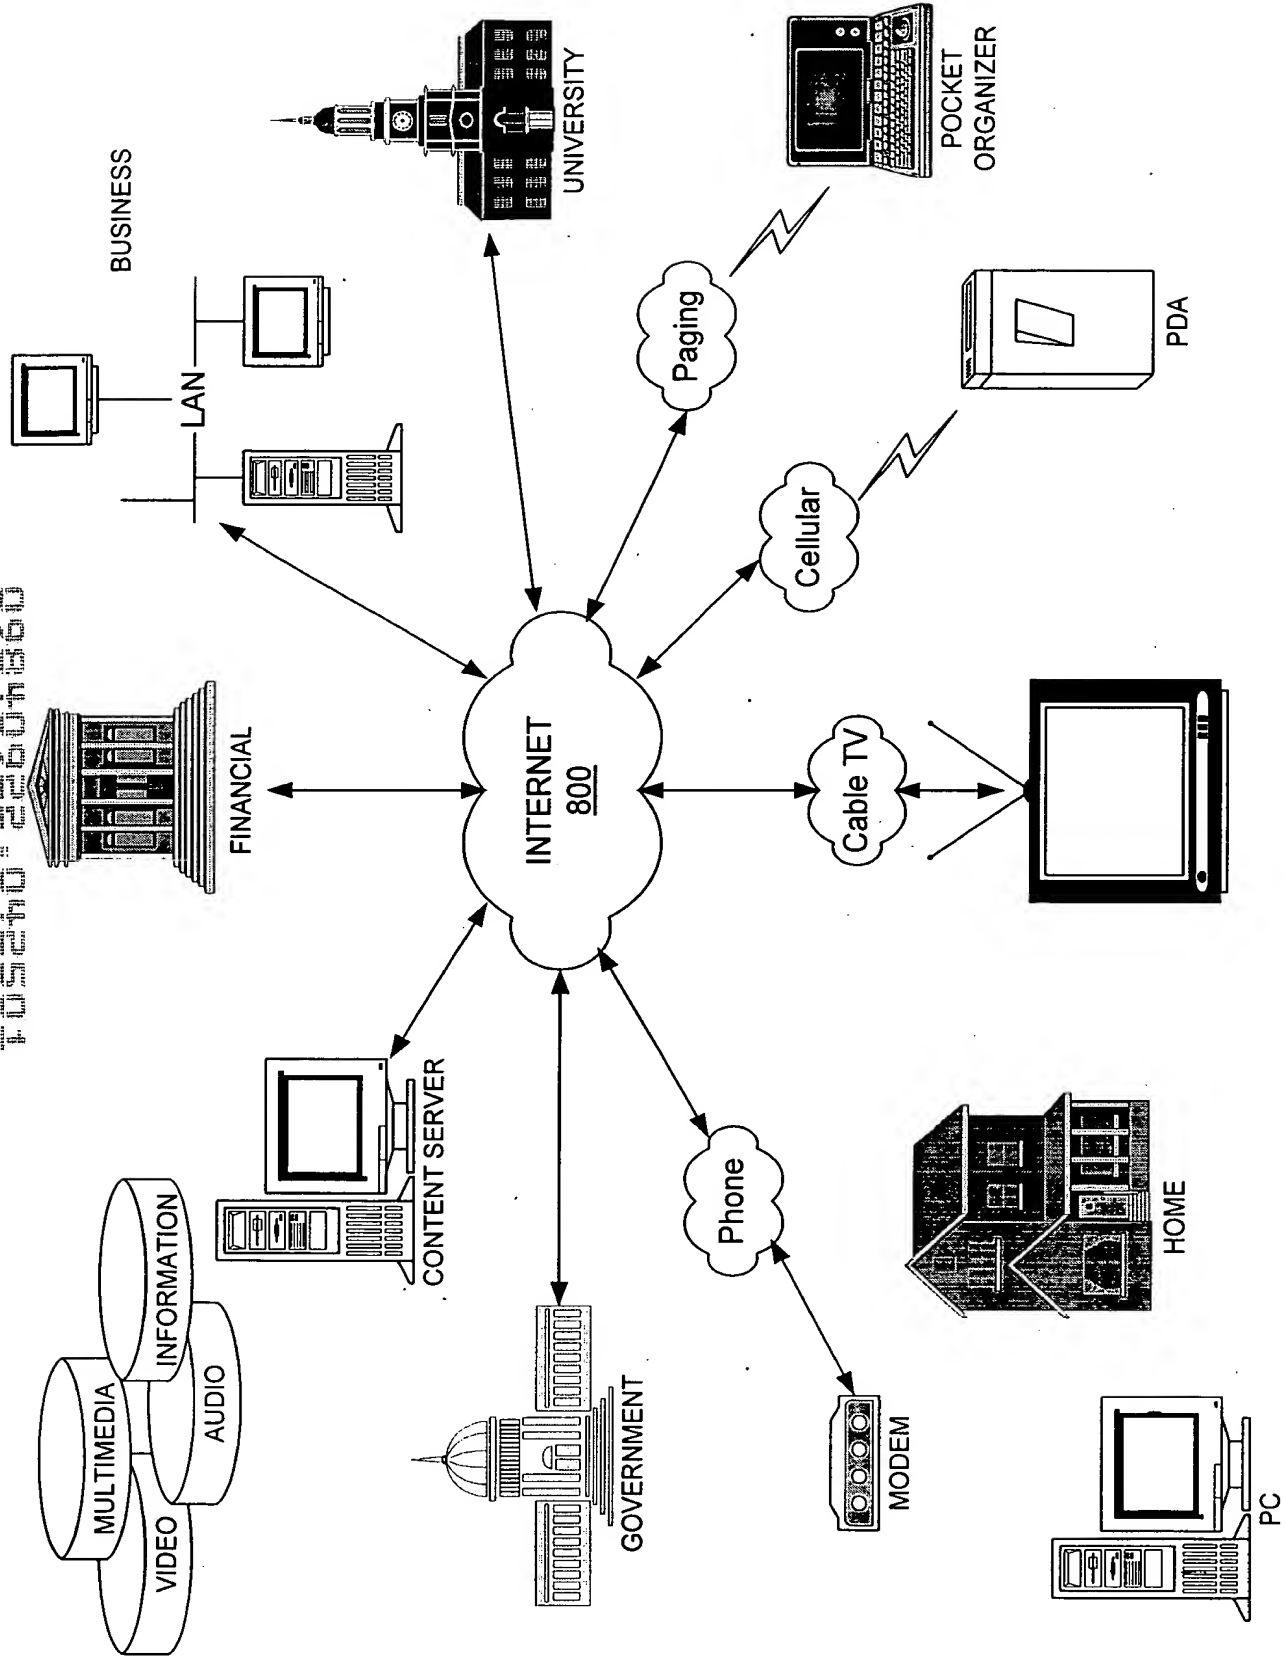 MULTIMEDIA
VIDEO
INFORMATION
AUDIO
CONTENT SERVER
FINANCIAL
LAN
BUSINESS
GOVERNMENT
INTERNET
800
UNIVERSITY
Phone
Cable TV
Cellular
Paging
MODEM
POCKET
ORGANIZER
PC
HOME
PDA